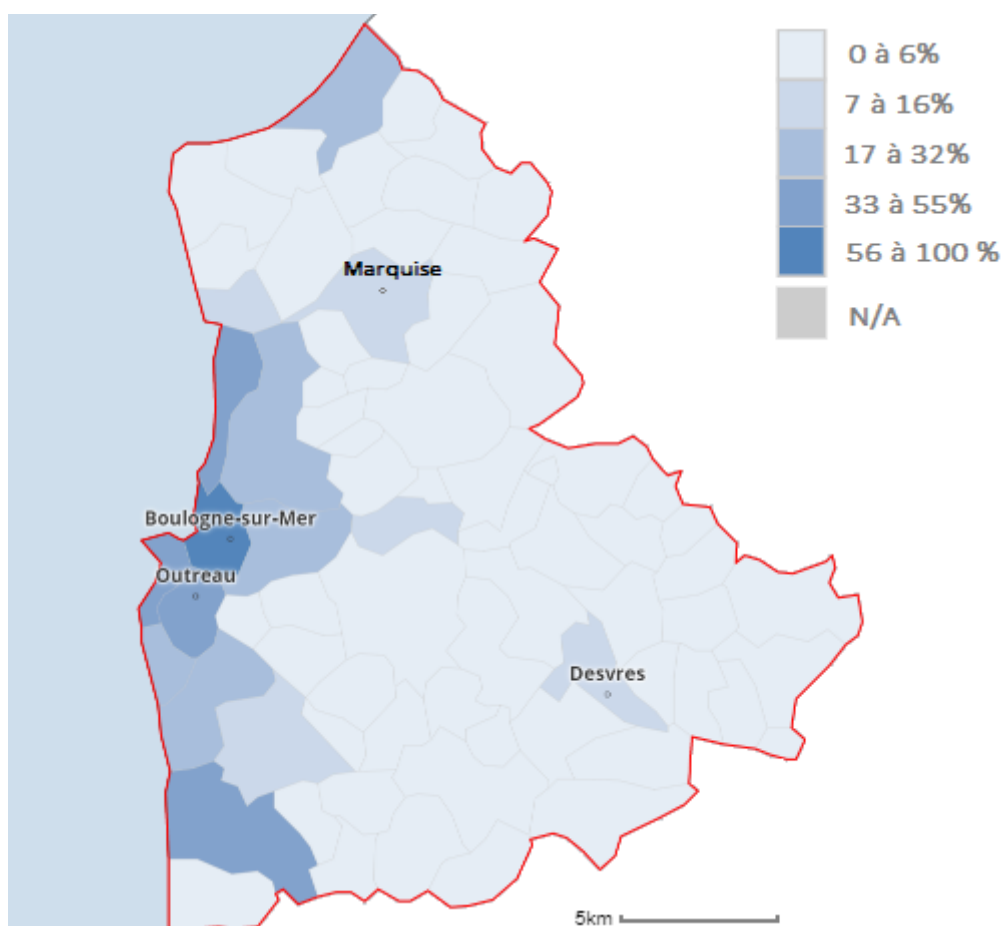 0 à 6%
7 à 16%
17 à 32%
33 à 55%
56 à 100 %
N/A
Marquise
Boulogne-sur-Mer
Outreau
Desvres
5km